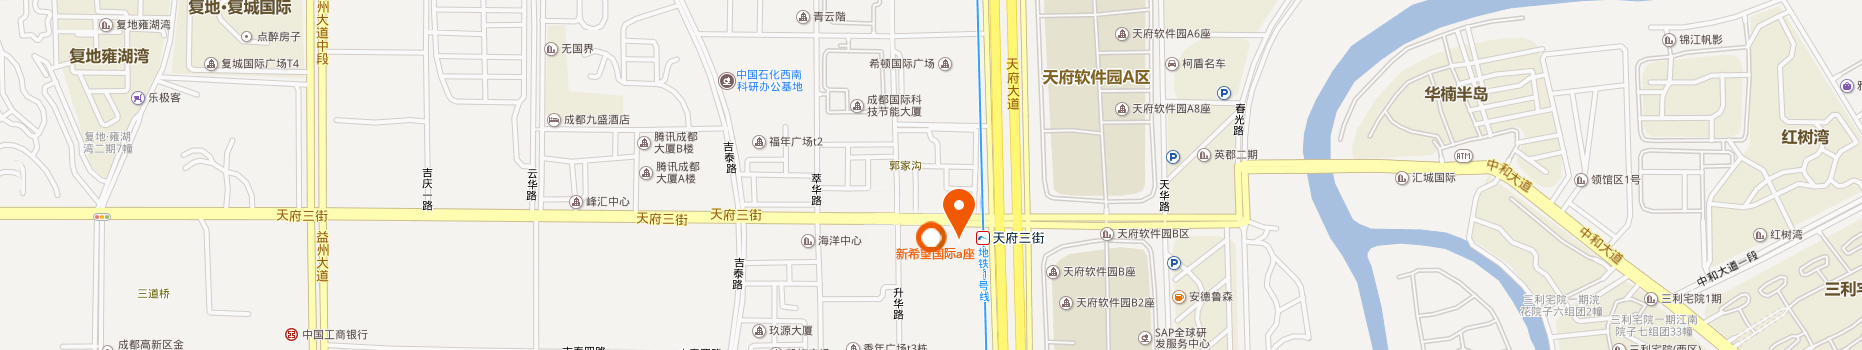 复地·复城国际
复地雍湖湾
点醉房子
复地雍湖湾
复城国际广场T4
乐极客
复地·雍湖
湾二期7幢
州大道中段
无国界
成都九盛酒店
腾讯成都
大厦B楼
腾讯成都
大厦A楼
峰汇中心
吉庆一路
云华路
天府三街
益州大道
三道桥
中国工商银行
成都高新区金
青云阁
中国石化西南
科研办公基地
希顿国际广场
成都国际科
技节能大厦
福年广场t2
郭家沟
吉泰路
萃华路
天府三街
天府三街
海洋中心
新希望国际a座
吉泰路
升华路
玖源大厦
天府大道
天府三街
地铁1号线
天府软件园A6座
天府软件园A区
柯盾名车
天府软件园A8座
春光路
英郡二期
天华路
天府软件园B区
天府软件园B座
天府软件园B2座
安德鲁森
SAP全球研
发服务中心
锦江帆影
华楠半岛
红树湾
ATM
汇城国际
中和大道
领馆区1号
中和大道
红树湾
中和大道一段
三利宅院1期
三利宅院一期浣
花院子六组团2幢
三利宅院一期江南
院子七组团33幢
三利宅
三利宅院(西区)